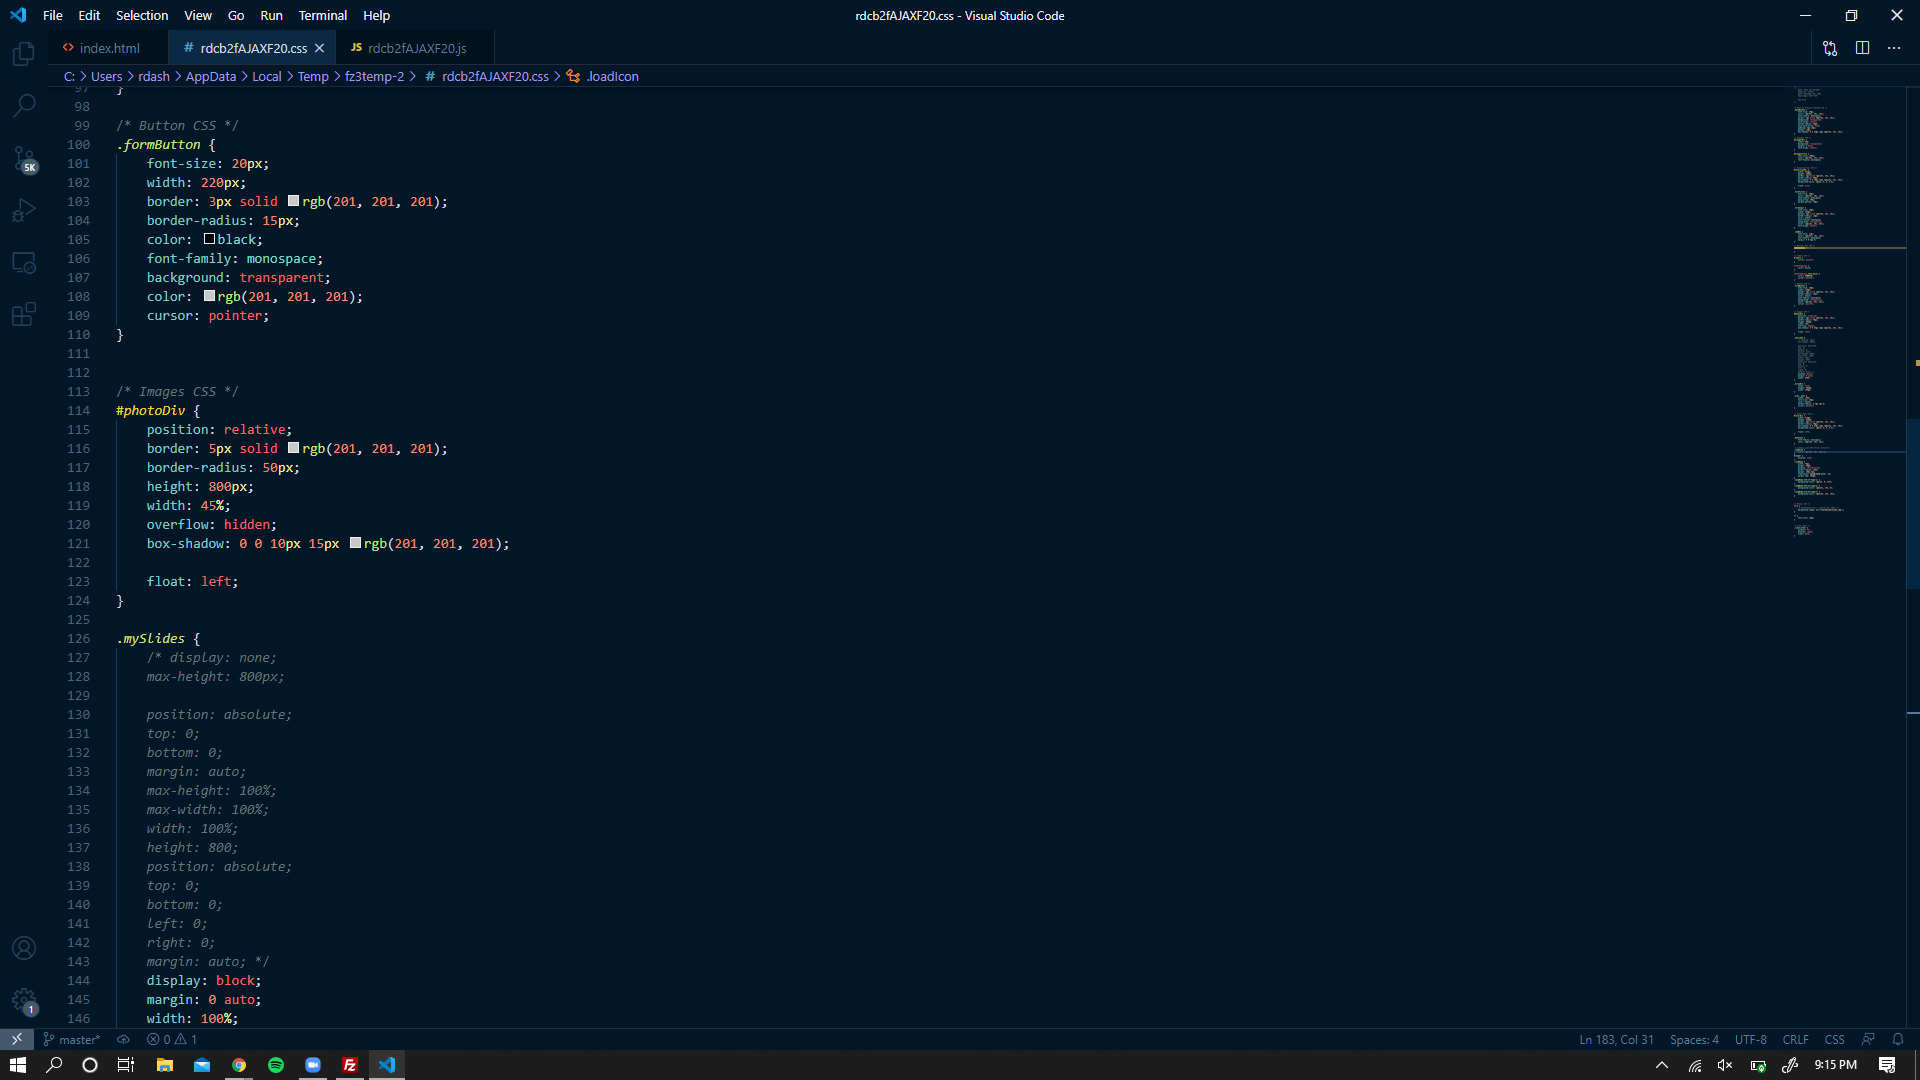 File Edit Selection View Go Run Terminal Help
rdcb2fAJAXF20.css - Visual Studio Code
index.html
# rdcb2fAJAXF20.css
JS rdcb2fAJAXF20.js
C: > Users > rdash > AppData > Local > Temp > fz3temp-2 > # rdcb2fAJAXF20.css > .loadIcon
97 }
98
99 /* Button CSS */
100 .formButton {
101 font-size: 20px;
102 width: 220px;
103 border: 3px solid rgb(201, 201, 201);
104 border-radius: 15px;
105 color: black;
106 font-family: monospace;
107 background: transparent;
108 color: rgb(201, 201, 201);
109 cursor: pointer;
110 }
111
112
113 /* Images CSS */
114 #photoDiv {
115 position: relative;
116 border: 5px solid rgb(201, 201, 201);
117 border-radius: 50px;
118 height: 800px;
119 width: 45%;
120 overflow: hidden;
121 box-shadow: 0 0 10px 15px rgb(201, 201, 201);
122
123 float: left;
124 }
125
126 .mySlides {
127 /* display: none;
128 max-height: 800px;
129
130 position: absolute;
131 top: 0;
132 bottom: 0;
133 margin: auto;
134 max-height: 100%;
135 max-width: 100%;
136 width: 100%;
137 height: 800;
138 position: absolute;
139 top: 0;
140 bottom: 0;
141 left: 0;
142 right: 0;
143 margin: auto; */
144 display: block;
145 margin: 0 auto;
146 width: 100%;
5K
1
master* 0 1
Ln 183, Col 31 Spaces: 4 UTF-8 CRLF CSS
Fz
9:15 PM